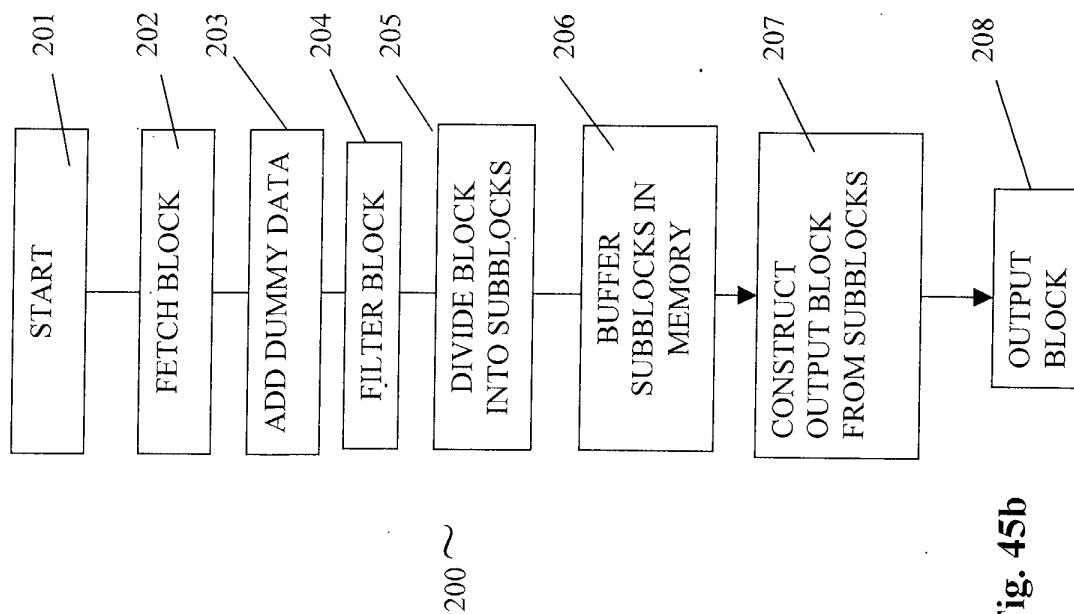 START
201
FETCH BLOCK
202
ADD DUMMY DATA
203
FILTER BLOCK
204
DIVIDE BLOCK
INTO SUBBLOCKS
205
BUFFER
SUBBLOCKS IN
MEMORY
206
CONSTRUCT
OUTPUT BLOCK
FROM SUBBLOCKS
207
OUTPUT
BLOCK
208
200 ~
ig. 45b